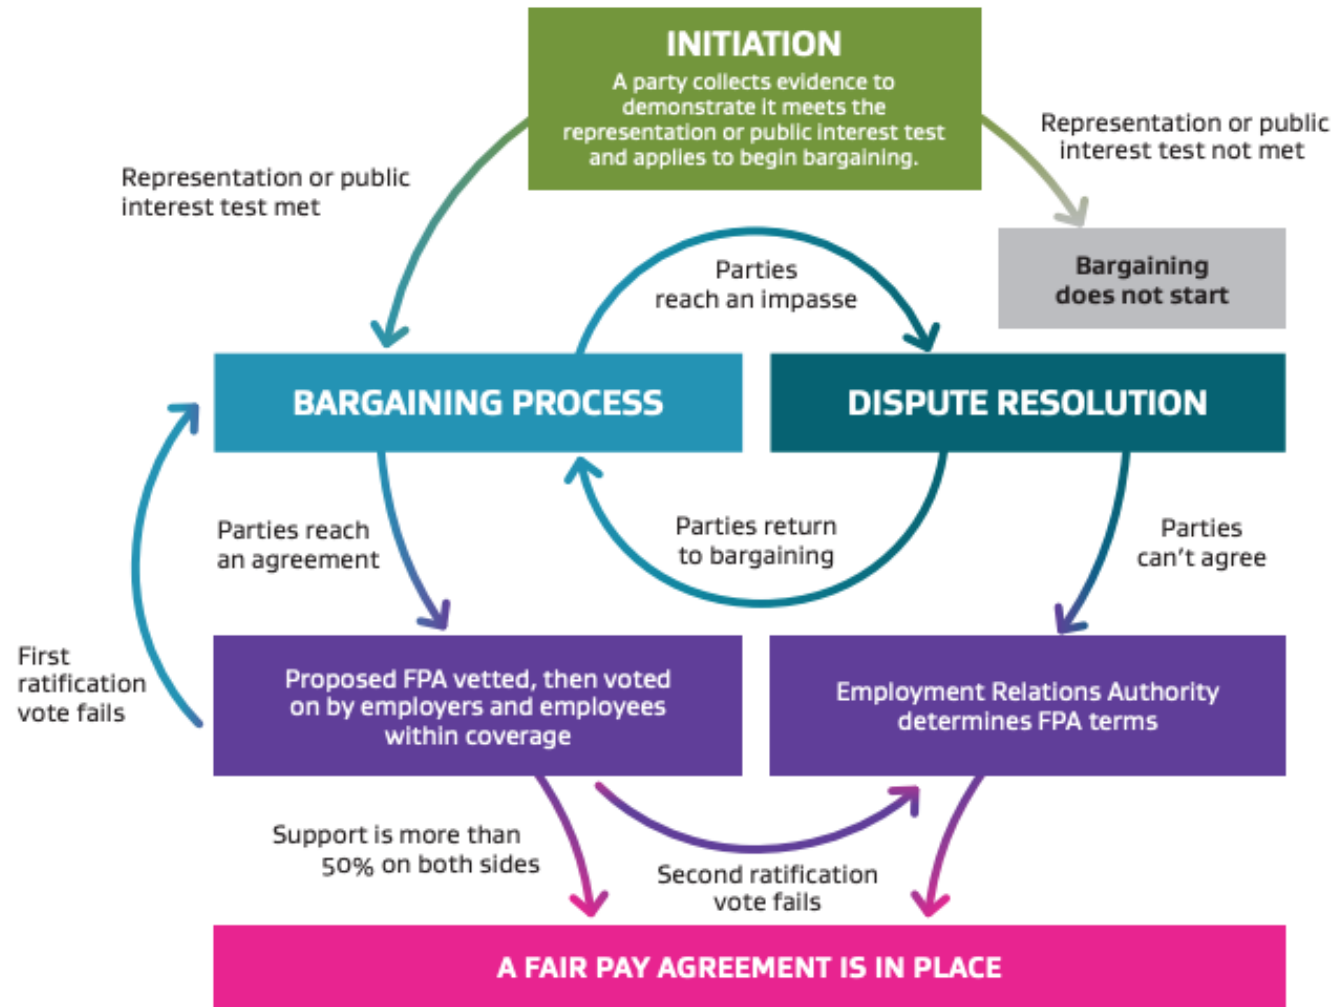 INITIATION
A party collects evidence to
demonstrate it meets the
representation or public interest test
and applies to begin bargaining.
Representation or public
interest test not met
Representation or public
interest test met
Bargaining
does not start
Parties
reach an impasse
BARGAINING PROCESS
DISPUTE RESOLUTION
Parties reach
an agreement
Parties return
to bargaining
Parties
can't agree
First
ratification
vote fails
Proposed FPA vetted, then voted
on by employers and employees
within coverage
Employment Relations Authority
determines FPA terms
Support is more than
50% on both sides
Second ratification
vote fails
A FAIR PAY AGREEMENT IS IN PLACE